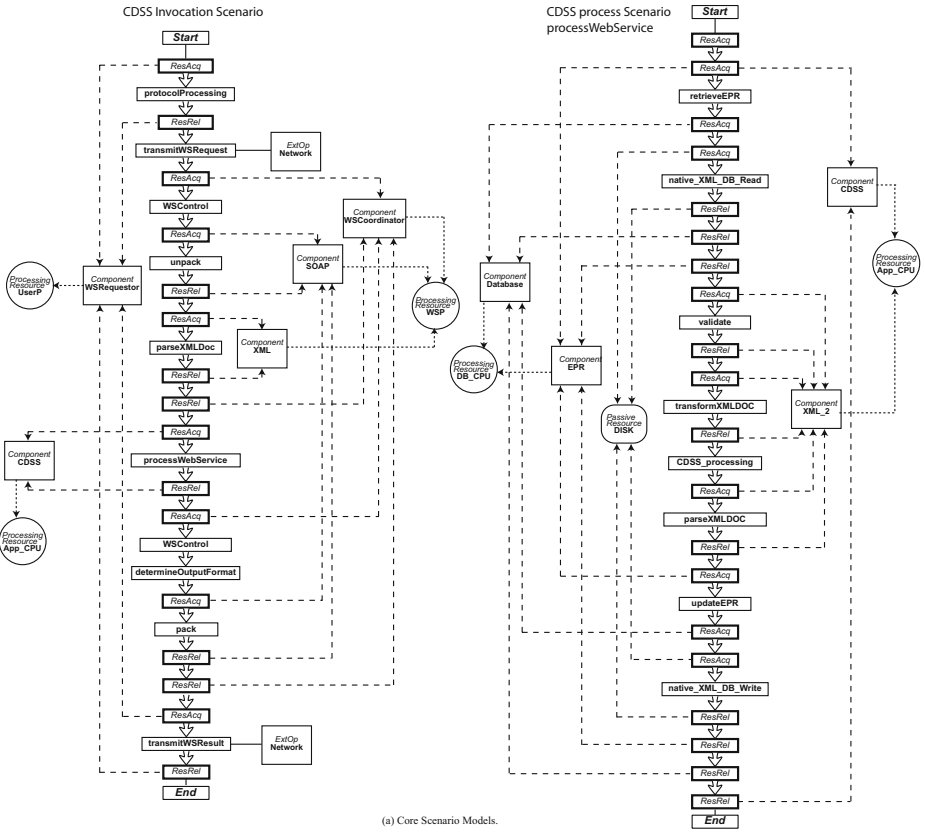 CDSS Invocation Scenario
Start
ResAcq
protocolProcessing
ResRel
transmitWSRequest
ExtOp
Network
ResAcq
WSControl
Component
WSCoordinator
ResAcq
unpack
Component
SOAP
Processing
Resource
UserP
Component
WSRequestor
ResRel
Processing
Resource
WSP
ResAcq
parseXMLDoc
Component
XML
ResRel
ResRel
ResAcq
Component
CDSS
processWebService
ResRel
Processing
Resource
App_CPU
ResAcq
WSControl
determineOutputFormat
ResAcq
pack
ResRel
ResRel
ResAcq
transmitWSResult
ExtOp
Network
ResRel
End
CDSS process Scenario
processWebService
Start
ResAcq
ResAcq
retrieveEPR
ResAcq
ResAcq
native_XML_DB_Read
Component
CDSS
ResRel
ResRel
Processing
Resource
App_CPU
ResRel
Component
Database
ResAcq
validate
ResRel
Processing
Resource
DB_CPU
Component
EPR
ResAcq
transformXMLDOC
Component
XML_2
Passive
Resource
DISK
ResRel
CDSS_processing
ResAcq
parseXMLDOC
ResRel
ResAcq
updateEPR
ResAcq
ResAcq
native_XML_DB_Write
ResRel
ResRel
ResRel
ResRel
End
(a) Core Scenario Models.